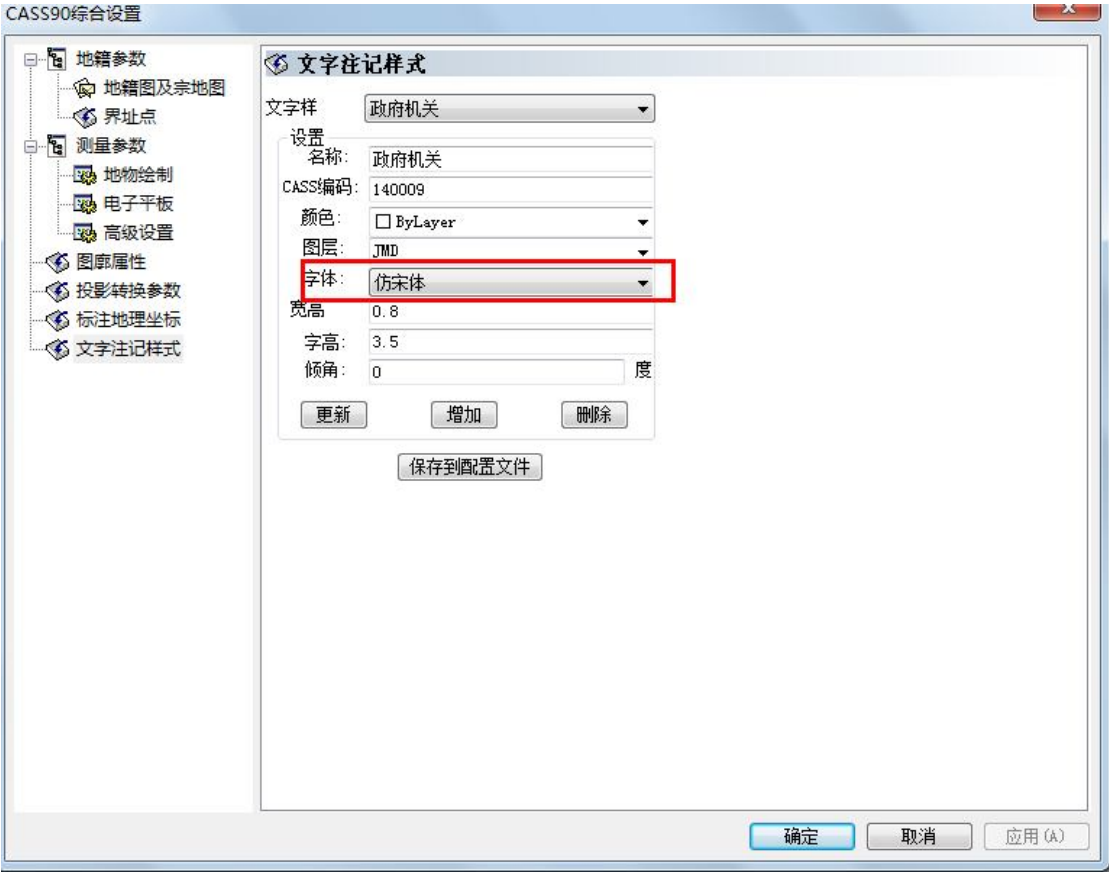 CASS90综合设置
x
地籍参数
地籍图及宗地图
界址点
测量参数
地物绘制
电子平板
高级设置
图廓属性
投影转换参数
标注地理坐标
文字注记样式
文字注记样式
文字样 政府机关
设置
名称: 政府机关
CASS编码: 140009
颜色: ByLayer
图层: JMD
字体: 仿宋体
宽高 0.8
字高: 3.5
倾角: 0 度
更新 增加 删除
保存到配置文件
确定 取消 应用(A)